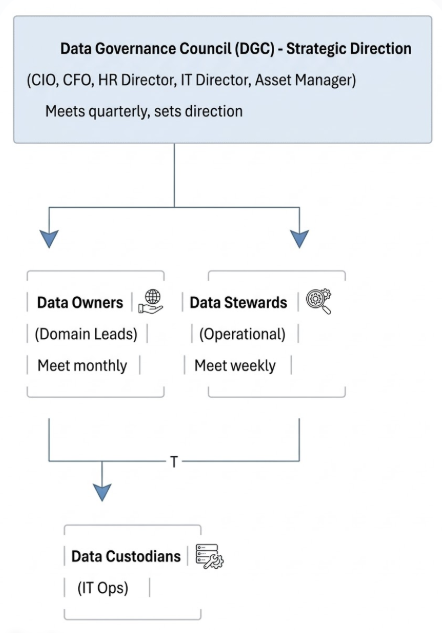 Data Governance Council (DGC) - Strategic Direction
(CIO, CFO, HR Director, IT Director, Asset Manager)
Meets quarterly, sets direction
Data Owners
(Domain Leads)
Meet monthly
Data Stewards
(Operational)
Meet weekly
T
Data Custodians
(IT Ops)